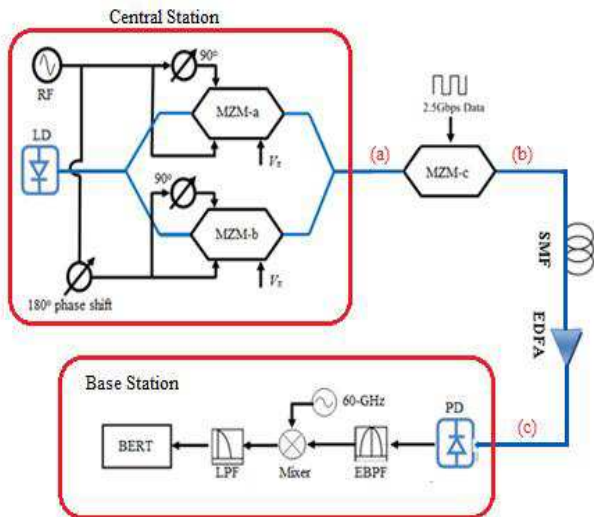 Central Station
90°
RF
MZM-a
2.5Gbps Data
LD
(a)
(b)
Vπ
MZM-c
90°
MZM-b
SMF
Vπ
180° phase shift
EDFA
Base Station
60-GHz
PD
(c)
BERT
LPF
Mixer
EBPF